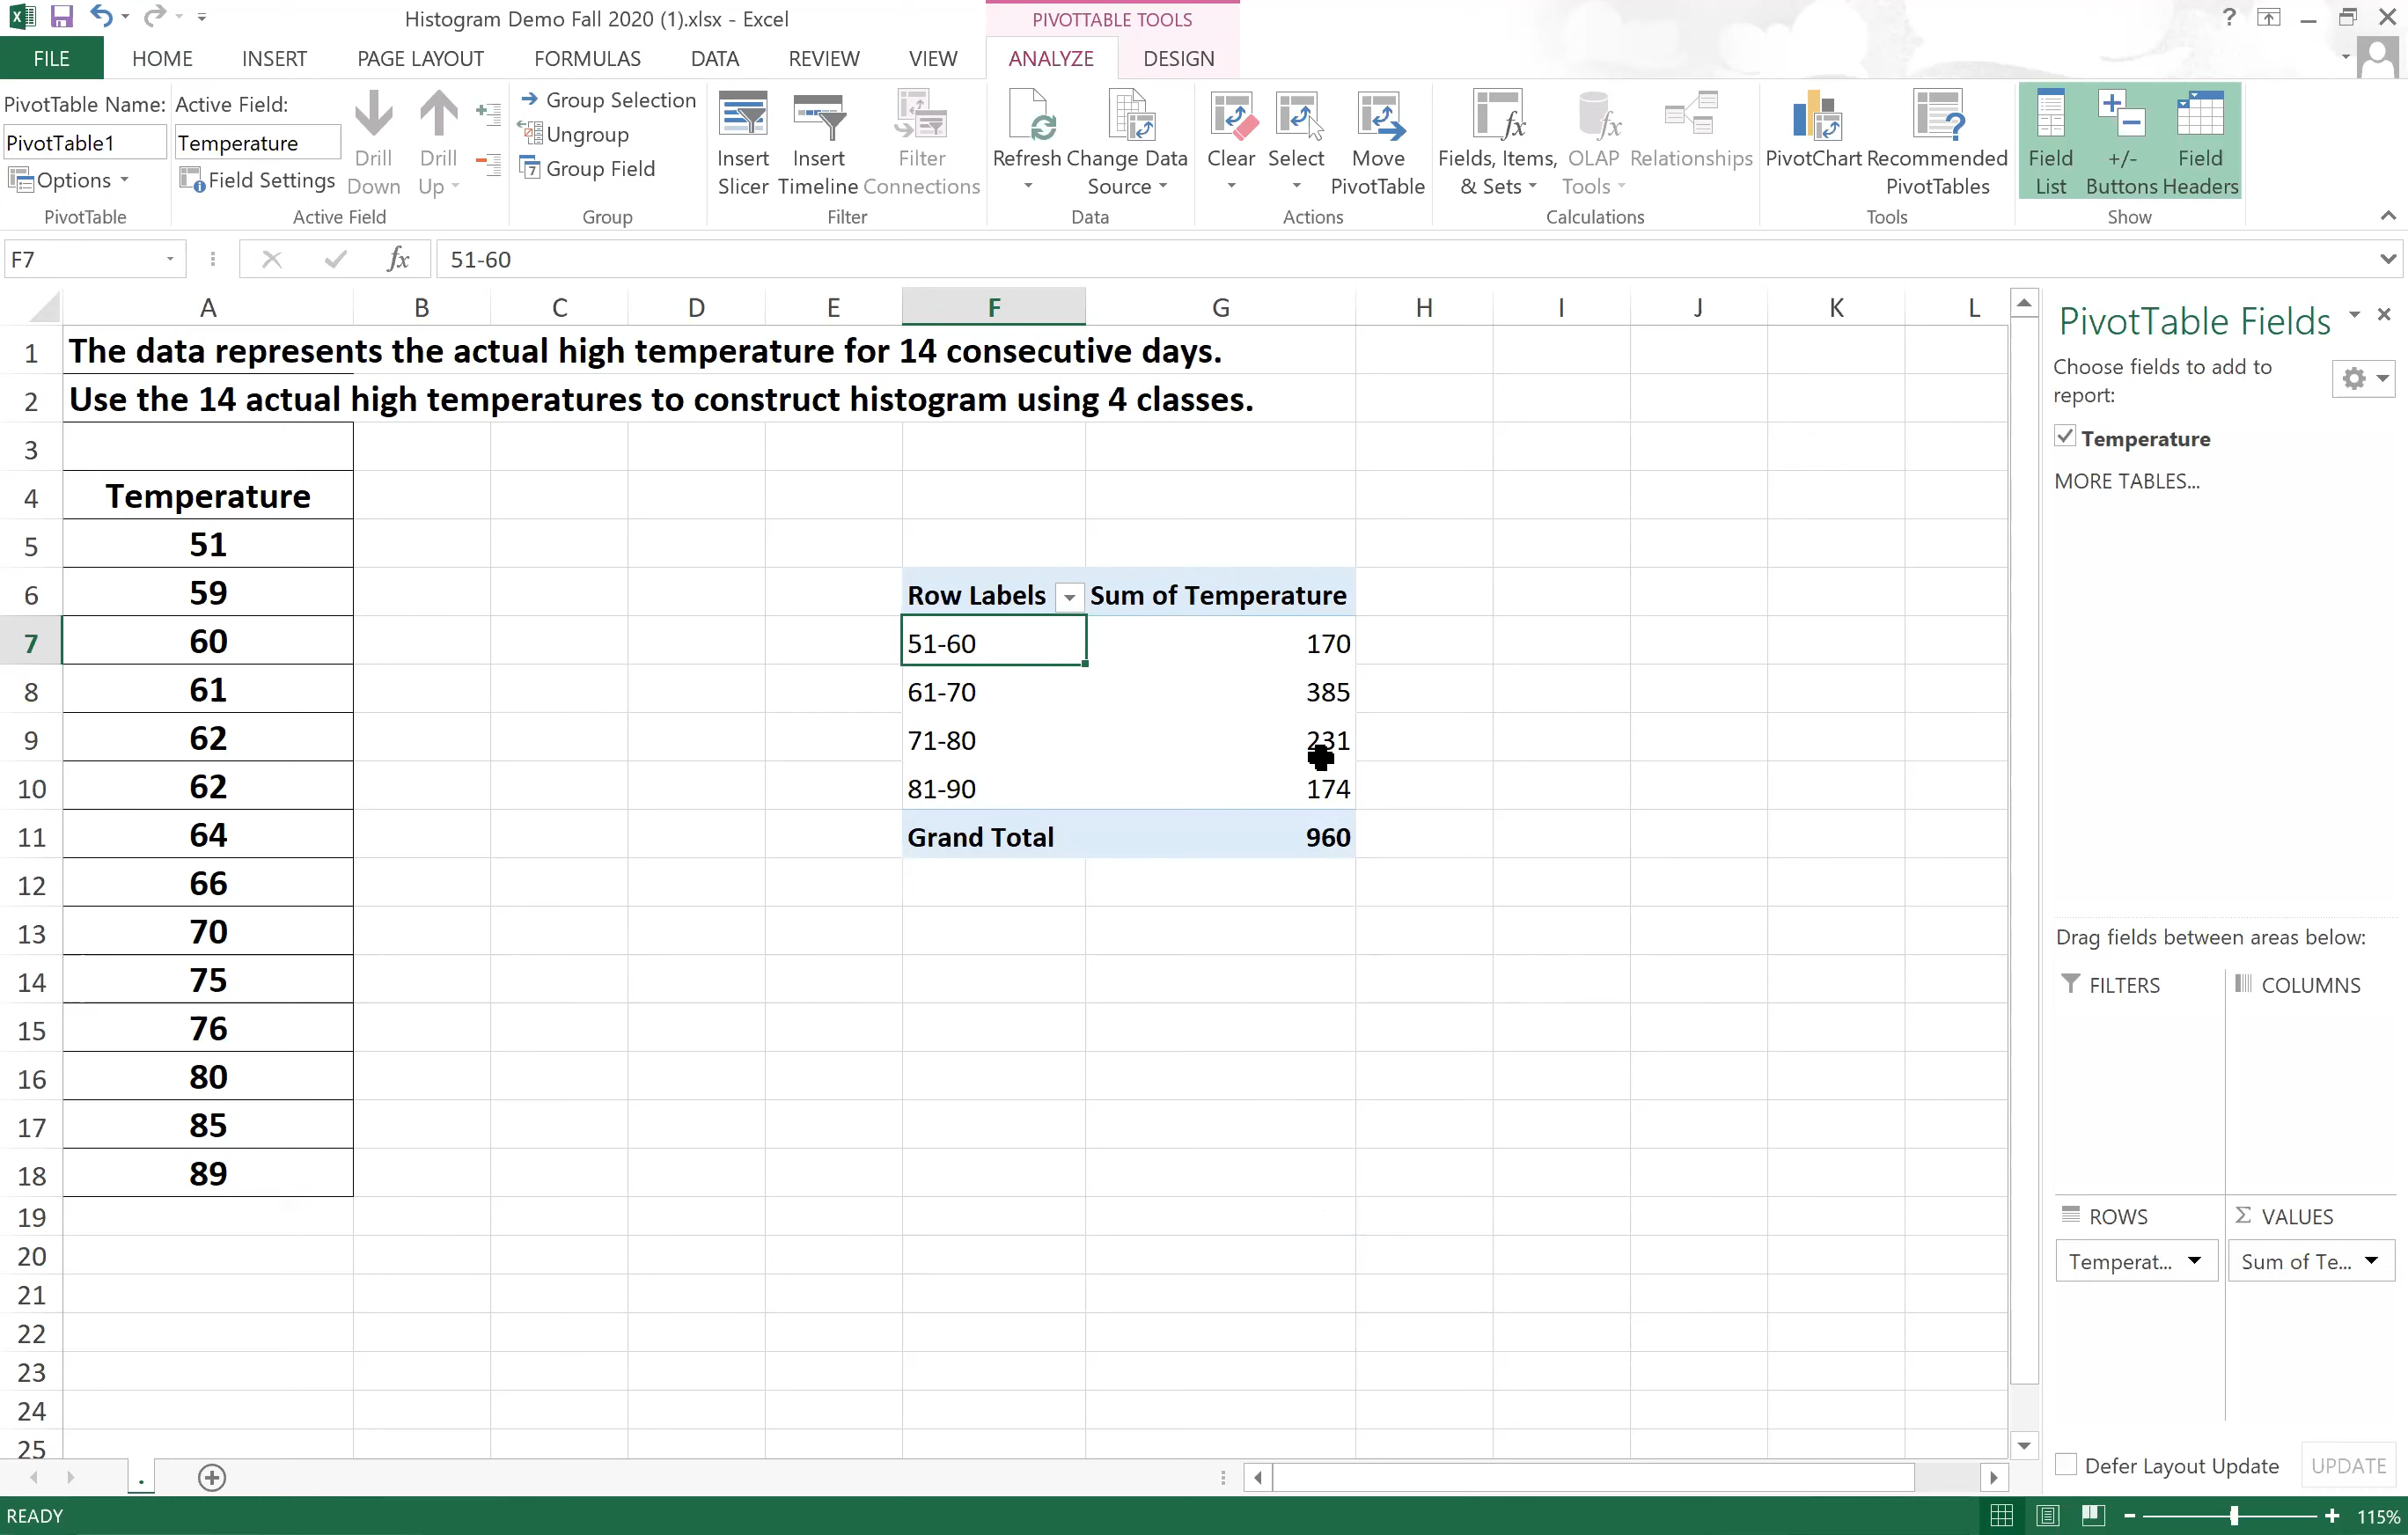 Histogram Demo Fall 2020 (1).xlsx - Excel
PIVOTTABLE TOOLS
?
FILE HOME INSERT PAGE LAYOUT FORMULAS DATA REVIEW VIEW ANALYZE DESIGN
PivotTable Name:
PivotTable1
Options
PivotTable
Active Field:
Temperature
Field Settings
Drill Down
Drill Up
Active Field
Group Selection
Ungroup
Group Field
Group
Insert Slicer
Insert Timeline
Filter Connections
Filter
Refresh
Change Data Source
Data
Clear
Select
Move PivotTable
Actions
Fields, Items, & Sets
OLAP Tools
Relationships
Calculations
PivotChart
Recommended PivotTables
Tools
Field List
+/- Buttons
Field Headers
Show
F7 fx 51-60
A B C D E F G H I J K L
1 The data represents the actual high temperature for 14 consecutive days.
2 Use the 14 actual high temperatures to construct histogram using 4 classes.
3
4 Temperature
5 51
6 59 Row Labels Sum of Temperature
7 60 51-60 170
8 61 61-70 385
9 62 71-80 231
10 62 81-90 174
11 64 Grand Total 960
12 66
13 70
14 75
15 76
16 80
17 85
18 89
19
20
21
22
23
24
25
PivotTable Fields
Choose fields to add to
report:
Temperature
MORE TABLES...
Drag fields between areas below:
FILTERS COLUMNS
ROWS VALUES
Temperat... Sum of Te...
Defer Layout Update UPDATE
.
READY 115%